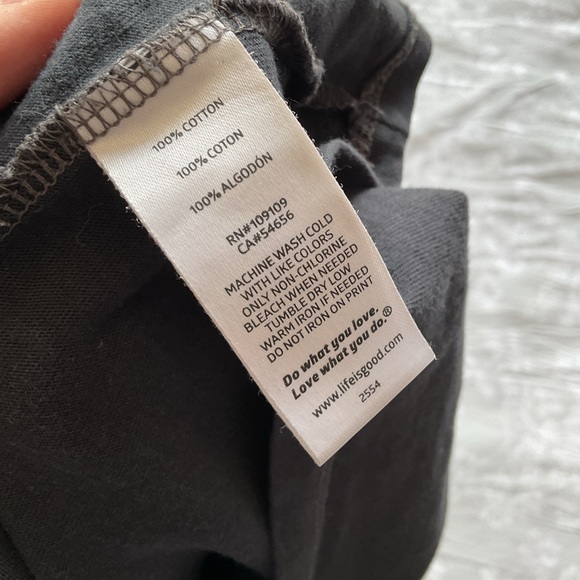 100% COTTON
100% COTON
100% ALGODÓN
RN#109109
CA#54656
MACHINE WASH COLD
WITH LIKE COLORS
ONLY NON-CHLORINE
BLEACH WHEN NEEDED
TUMBLE DRY LOW
WARM IRON IF NEEDED
DO NOT IRON ON PRINT
Do what you love.
Love what you do.®
www.lifeisgood.com
2554